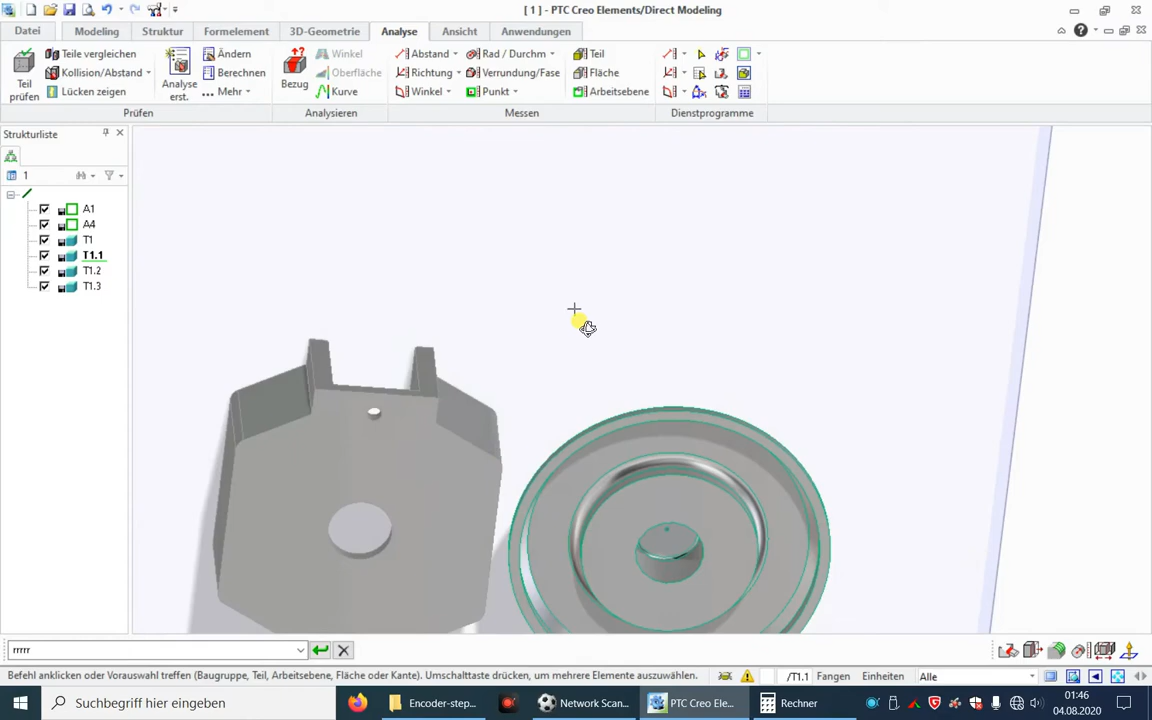 [ 1 ] - PTC Creo Elements/Direct Modeling
Datei Modeling Struktur Formelement 3D-Geometrie Analyse Ansicht Anwendungen
Teil prüfen
Teile vergleichen
Kollision/Abstand
Lücken zeigen
Analyse erst.
Ändern
Berechnen
Mehr
Bezug
Winkel
Oberfläche
Kurve
Abstand
Richtung
Winkel
Rad / Durchm
Verrundung/Fase
Punkt
Teil
Fläche
Arbeitsebene
Prüfen Analysieren Messen Dienstprogramme
Strukturliste
1
A1
A4
T1
T1.1
T1.2
T1.3
rrrrr
Befehl anklicken oder Vorauswahl treffen (Baugruppe, Teil, Arbeitsebene, Fläche oder Kante). Umschalttaste drücken, um mehrere Elemente auszuwählen.
/T1.1 Fangen Einheiten Alle
Suchbegriff hier eingeben
Encoder-step...
Network Scan...
PTC Creo Ele...
Rechner
01:46
04.08.2020